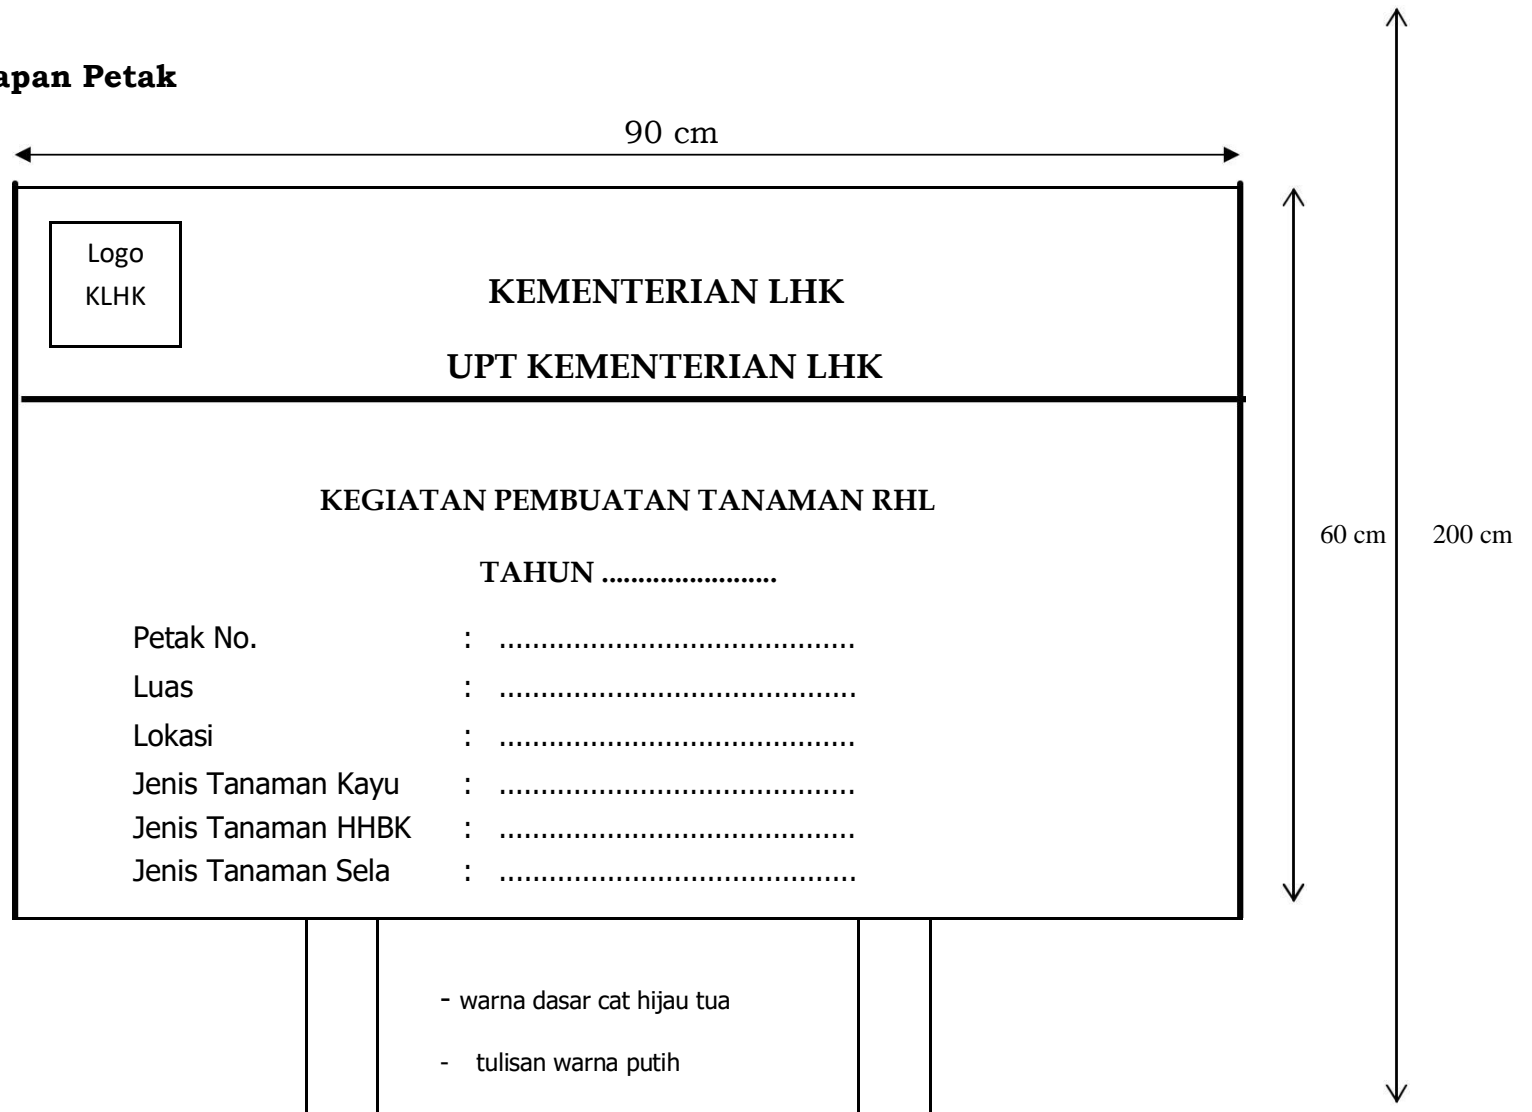 Petak
90 cm
Logo
KLHK
KEMENTERIAN LHK
UPT KEMENTERIAN LHK
KEGIATAN PEMBUATAN TANAMAN RHL
TAHUN ........................
Petak No. : ...........................................
Luas : ...........................................
Lokasi : ...........................................
Jenis Tanaman Kayu : ...........................................
Jenis Tanaman HHBK : ...........................................
Jenis Tanaman Sela : ...........................................
60 cm
200 cm
- warna dasar cat hijau tua
- tulisan warna putih